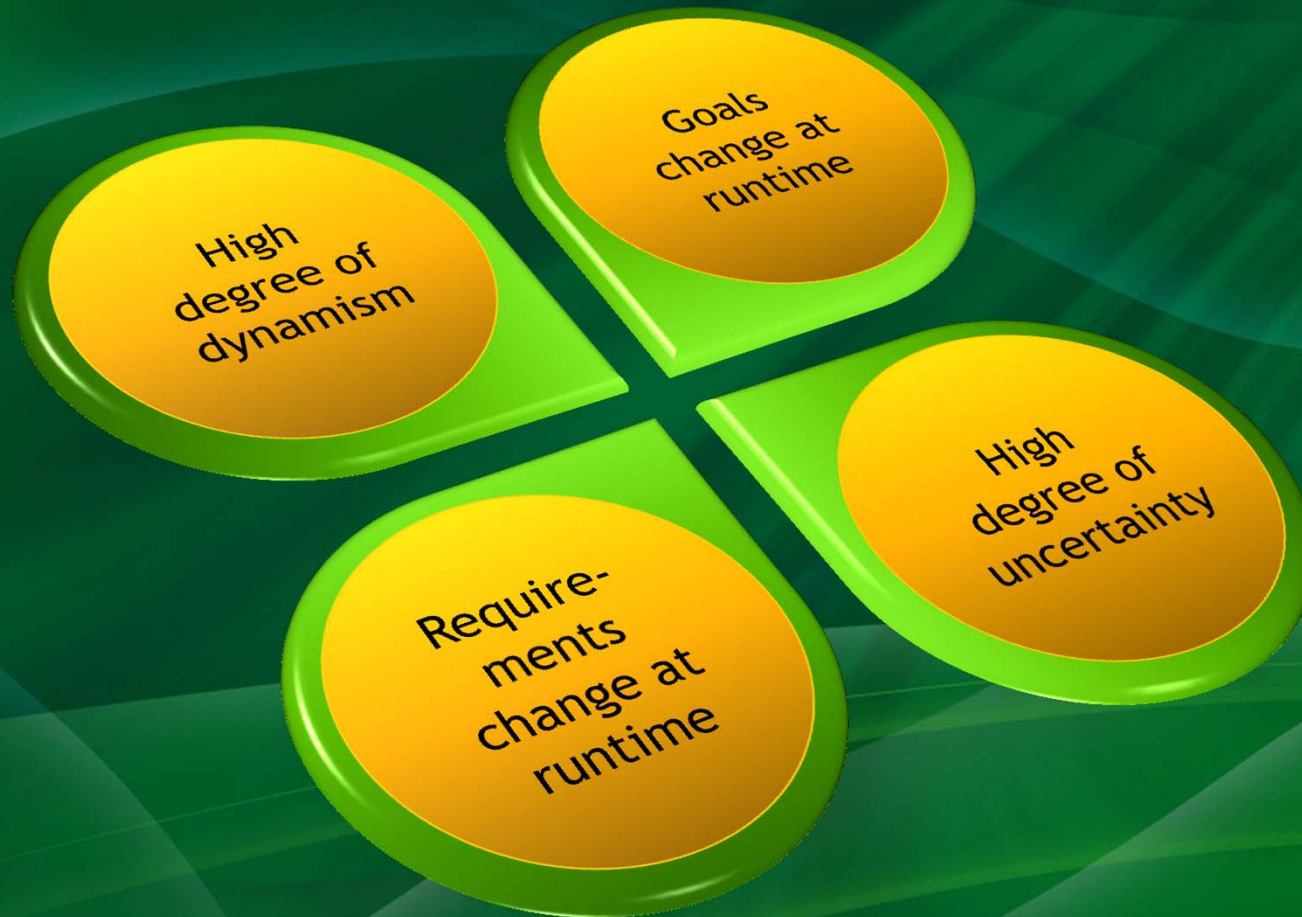 High
degree of
dynamism
Goals
change at
runtime
Require-
ments
change at
runtime
High
degree of
uncertainty